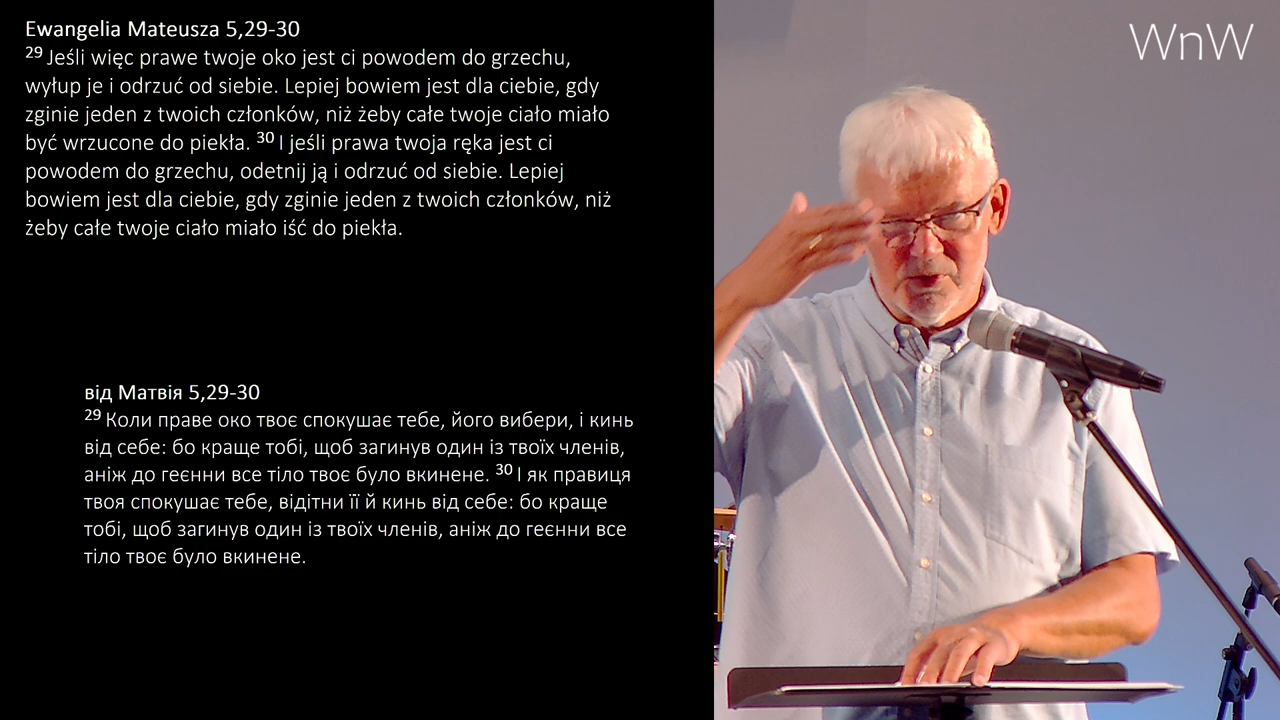 Ewangelia Mateusza 5,29-30
29 Jeśli więc prawe twoje oko jest ci powodem do grzechu,
wyłup je i odrzuć od siebie. Lepiej bowiem jest dla ciebie, gdy
zginie jeden z twoich członków, niż żeby całe twoje ciało miało
być wrzucone do piekła. 30 I jeśli prawa twoja ręka jest ci
powodem do grzechu, odetnij ją i odrzuć od siebie. Lepiej
bowiem jest dla ciebie, gdy zginie jeden z twoich członków, niż
żeby całe twoje ciało miało iść do piekła.
від Матвія 5,29-30
29 Коли праве око твоє спокушає тебе, його вибери, і кинь
від себе: бо краще тобі, щоб загинув один із твоїх членів,
аніж до геєнни все тіло твоє було вкинене. 30 І як правиця
твоя спокушає тебе, відітни її й кинь від себе: бо краще
тобі, щоб загинув один із твоїх членів, аніж до геєнни все
тіло твоє було вкинене.
WnW